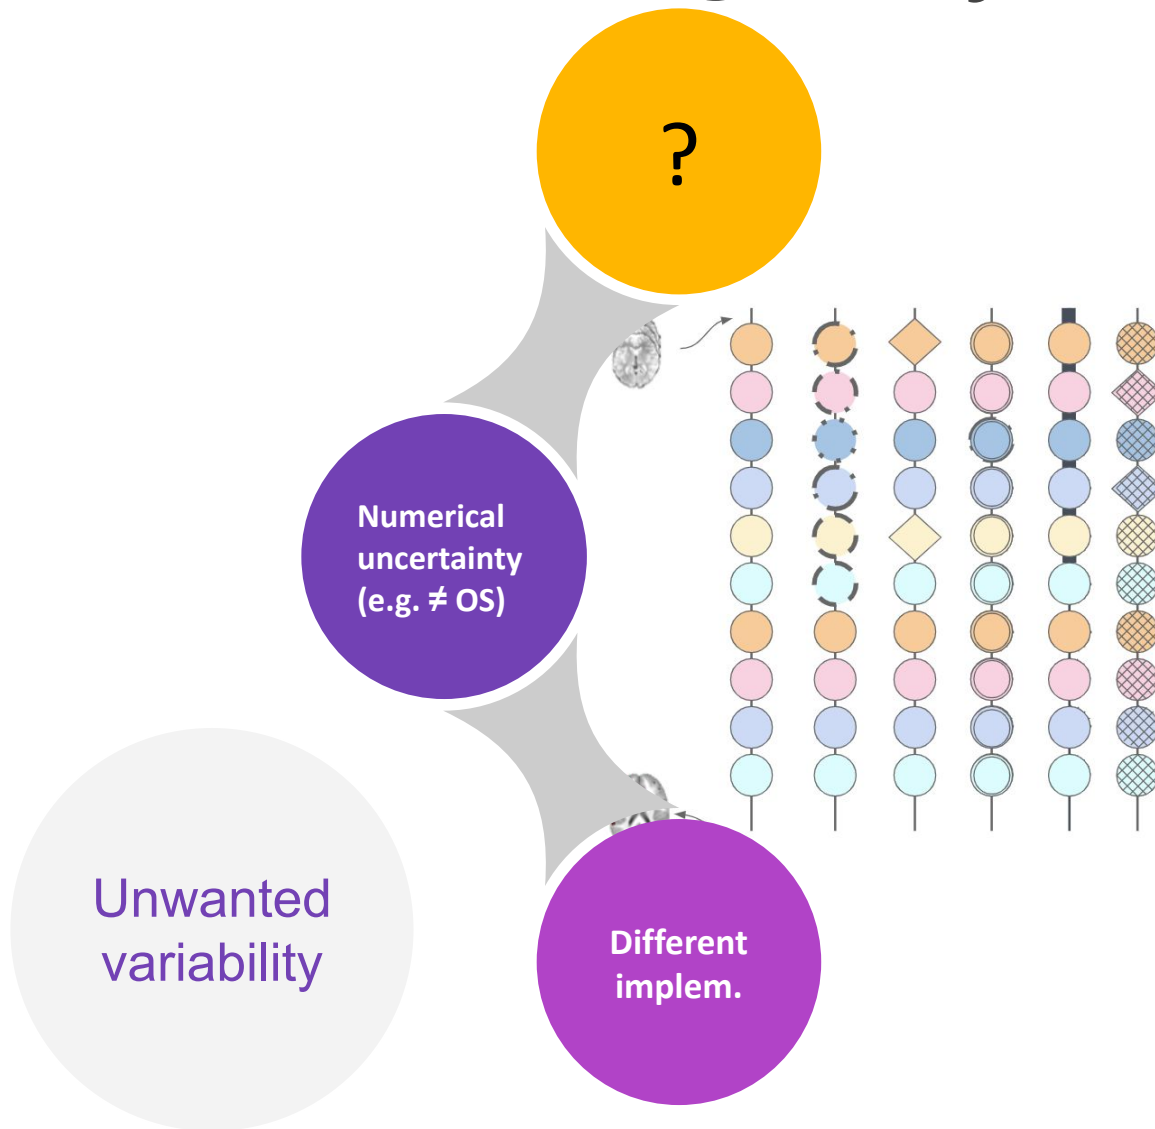 ?
Numerical
uncertainty
(e.g. ≠ OS)
Unwanted
variability
Different
implem.